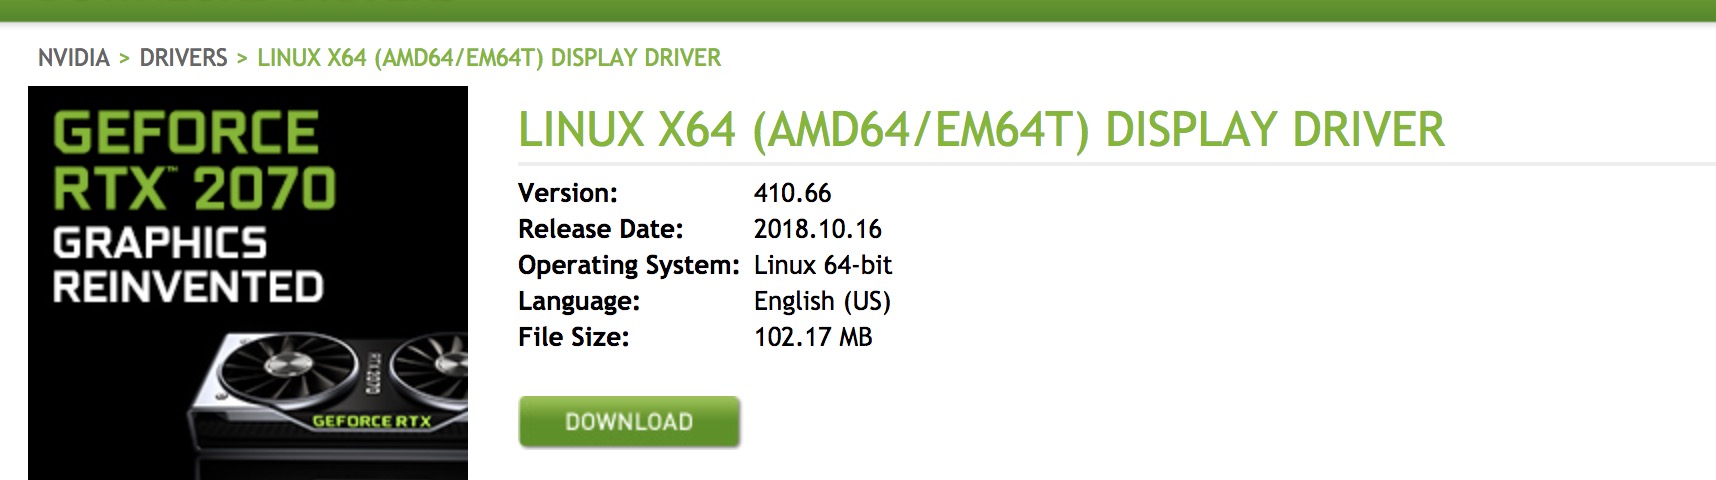 NVIDIA > DRIVERS > LINUX X64 (AMD64/EM64T) DISPLAY DRIVER
GEFORCE
RTX™ 2070
GRAPHICS
REINVENTED
RTX 2070
GEFORCE RTX
LINUX X64 (AMD64/EM64T) DISPLAY DRIVER
Version: 410.66
Release Date: 2018.10.16
Operating System: Linux 64-bit
Language: English (US)
File Size: 102.17 MB
DOWNLOAD